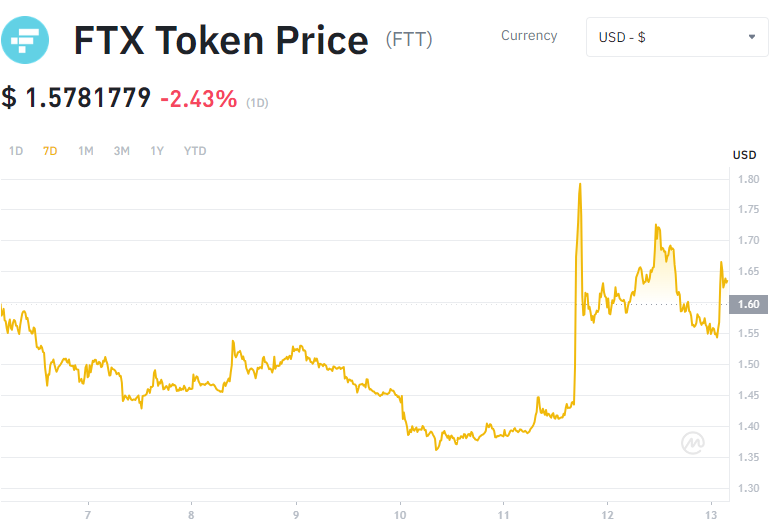 FTX Token Price (FTT)
Currency
USD - $
$ 1.5781779 -2.43% (1D)
1D 7D 1M 3M 1Y YTD
USD
1.80
1.75
1.70
1.65
1.60
1.55
1.50
1.45
1.40
1.35
1.30
7 8 9 10 11 12 13